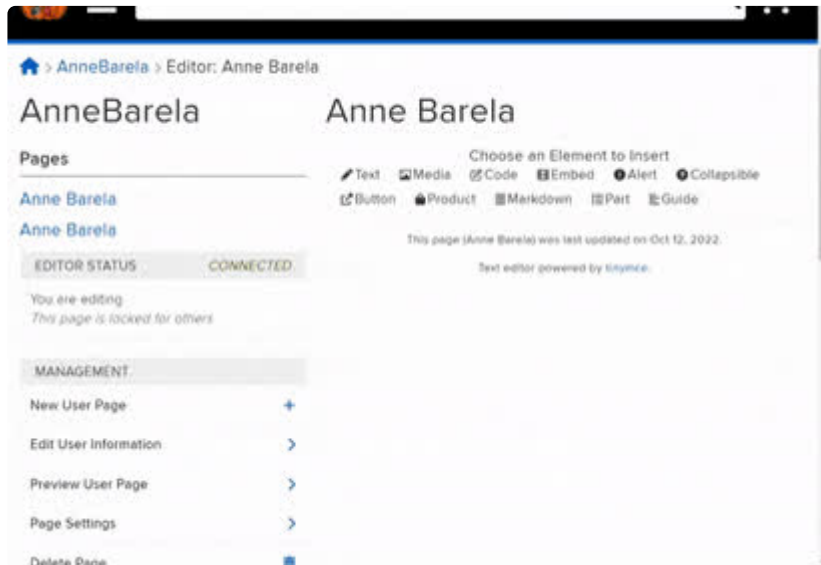 > AnneBarela > Editor: Anne Barela
AnneBarela
Pages
Anne Barela
Anne Barela
EDITOR STATUS CONNECTED
You are editing
This page is locked for others
MANAGEMENT
New User Page
Edit User Information
Preview User Page
Page Settings
Delete Page
Anne Barela
Choose an Element to Insert
Text Media Code Embed Alert Collapsible
Button Product Markdown Part Guide
This page (Anne Barela) was last updated on Oct 12, 2022.
Text editor powered by tinymce.